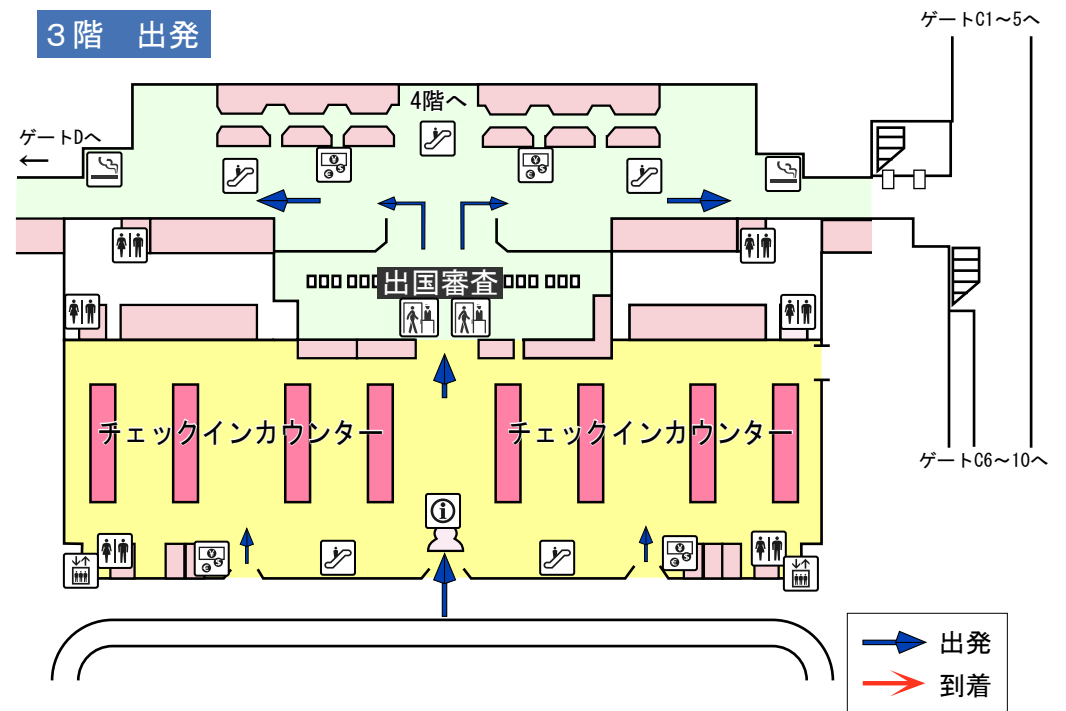 3階 出発
ゲートC1～5へ
4階へ
ゲートDへ
出国審査
チェックインカウンター
チェックインカウンター
ゲートC6～10へ
出発
到着